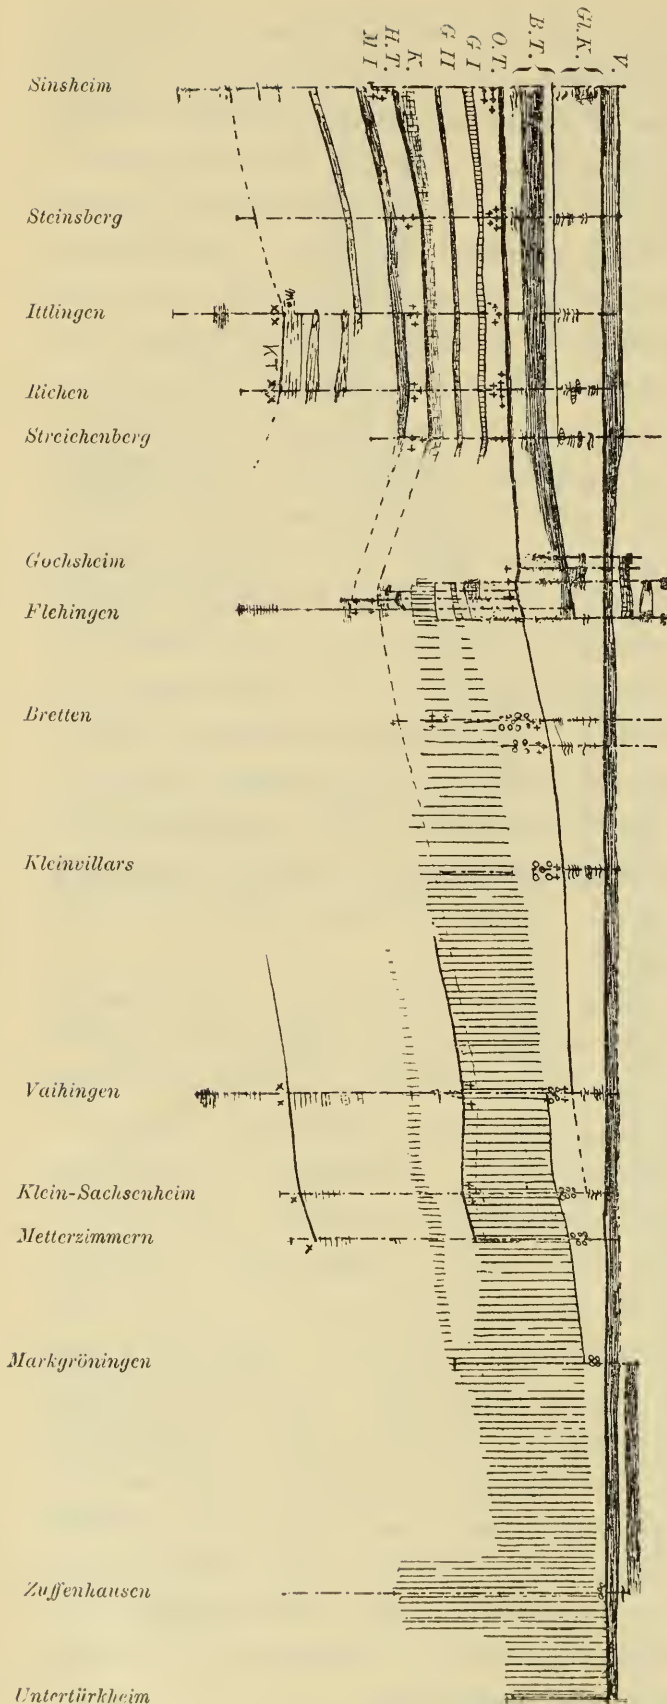 M I
H.T.
K.
G II
G I
O.T.
B.T.
Gl.K.
V.
Sinsheim
Steinsberg
Ittlingen
K T
Richen
Streichenberg
Gochsheim
Flehingen
Bretten
Kleinvillars
Vaihingen
Klein-Sachsenheim
Metterzimmern
Markgröningen
Zuffenhausen
Untertürkheim